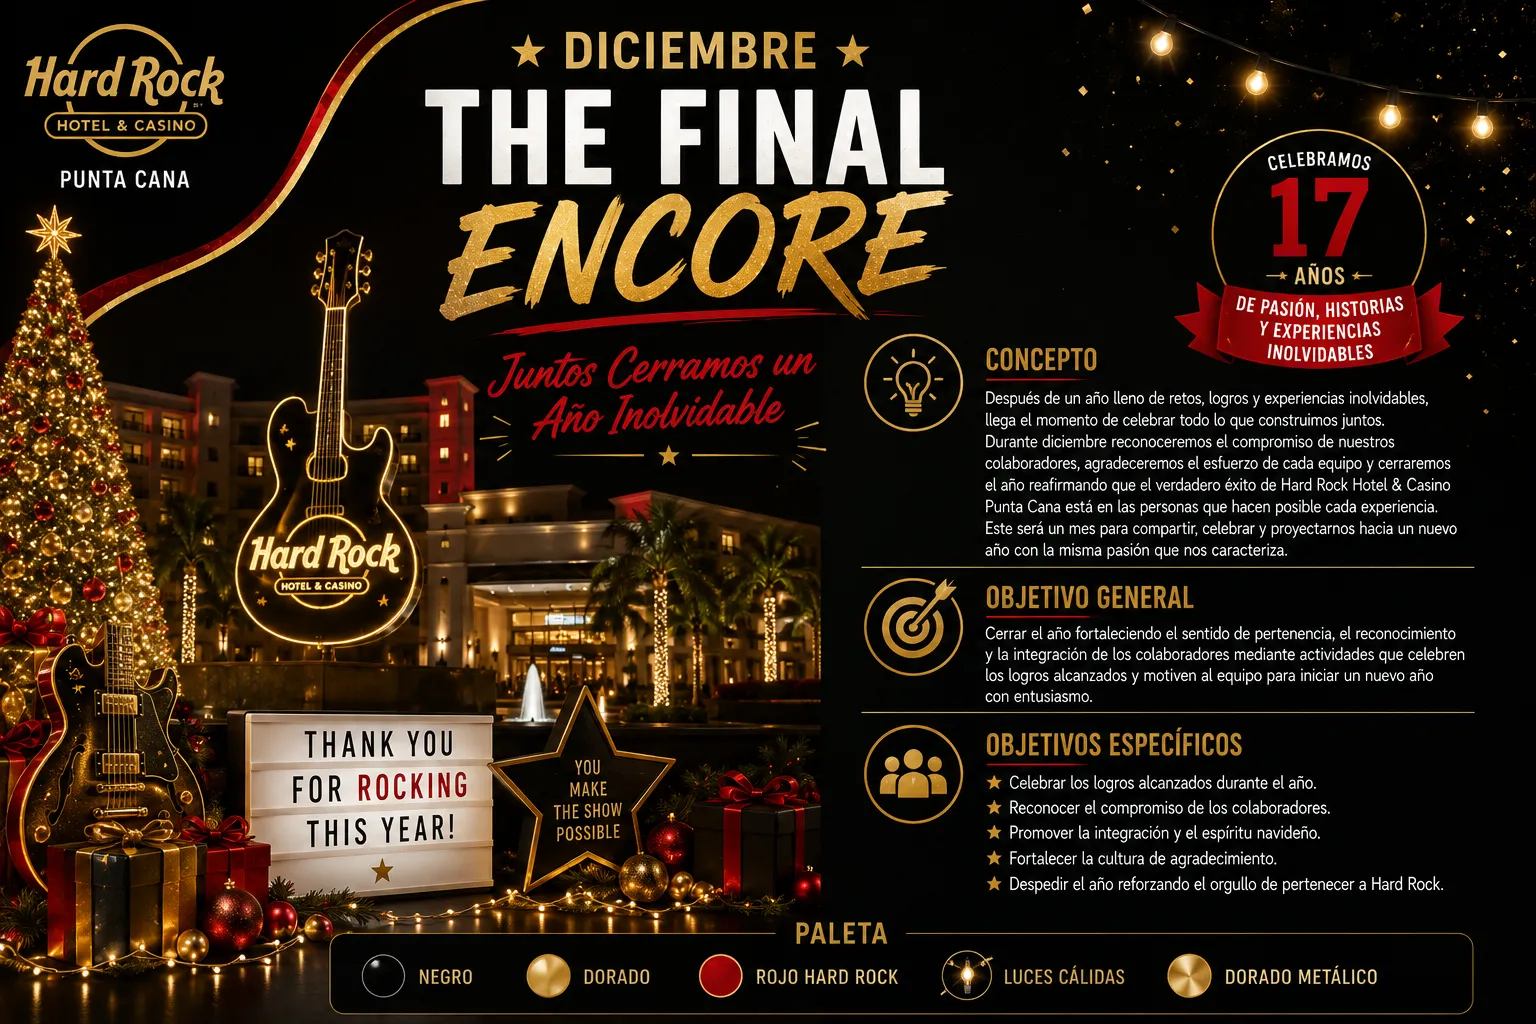 Hard Rock
HOTEL & CASINO
PUNTA CANA
★ DICIEMBRE ★
THE FINAL
ENCORE
Juntos Cerramos un
Año Inolvidable
CELEBRAMOS
17
AÑOS
DE PASIÓN, HISTORIAS
Y EXPERIENCIAS
INOLVIDABLES
CONCEPTO
Después de un año lleno de retos, logros y experiencias inolvidables,
llega el momento de celebrar todo lo que construimos juntos.
Durante diciembre reconoceremos el compromiso de nuestros
colaboradores, agradeceremos el esfuerzo de cada equipo y cerraremos
el año reafirmando que el verdadero éxito de Hard Rock Hotel & Casino
Punta Cana está en las personas que hacen posible cada experiencia.
Este será un mes para compartir, celebrar y proyectarnos hacia un nuevo
año con la misma pasión que nos caracteriza.
OBJETIVO GENERAL
Cerrar el año fortaleciendo el sentido de pertenencia, el reconocimiento
y la integración de los colaboradores mediante actividades que celebren
los logros alcanzados y motiven al equipo para iniciar un nuevo año
con entusiasmo.
OBJETIVOS ESPECÍFICOS
★ Celebrar los logros alcanzados durante el año.
★ Reconocer el compromiso de los colaboradores.
★ Promover la integración y el espíritu navideño.
★ Fortalecer la cultura de agradecimiento.
★ Despedir el año reforzando el orgullo de pertenecer a Hard Rock.
Hard Rock
HOTEL & CASINO
THANK YOU
FOR ROCKING
THIS YEAR!
YOU
MAKE
THE SHOW
POSSIBLE
PALETA
NEGRO
DORADO
ROJO HARD ROCK
LUCES CÁLIDAS
DORADO METÁLICO